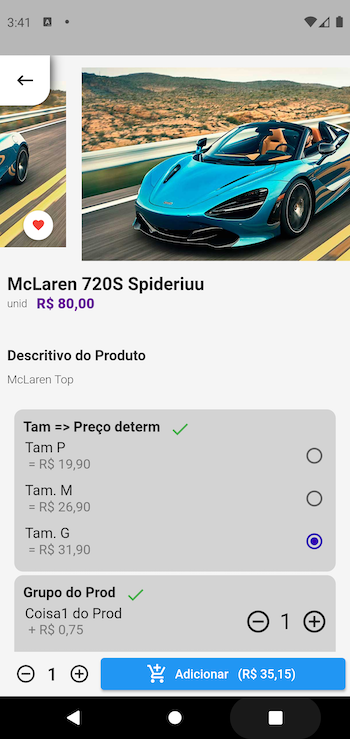 3:41
McLaren 720S Spideriuu
unid R$ 80,00
Descritivo do Produto
McLaren Top
Tam => Preço determ
Tam P
= R$ 19,90
Tam. M
= R$ 26,90
Tam. G
= R$ 31,90
Grupo do Prod
Coisa1 do Prod
+ R$ 0,75
1
1
Adicionar (R$ 35,15)